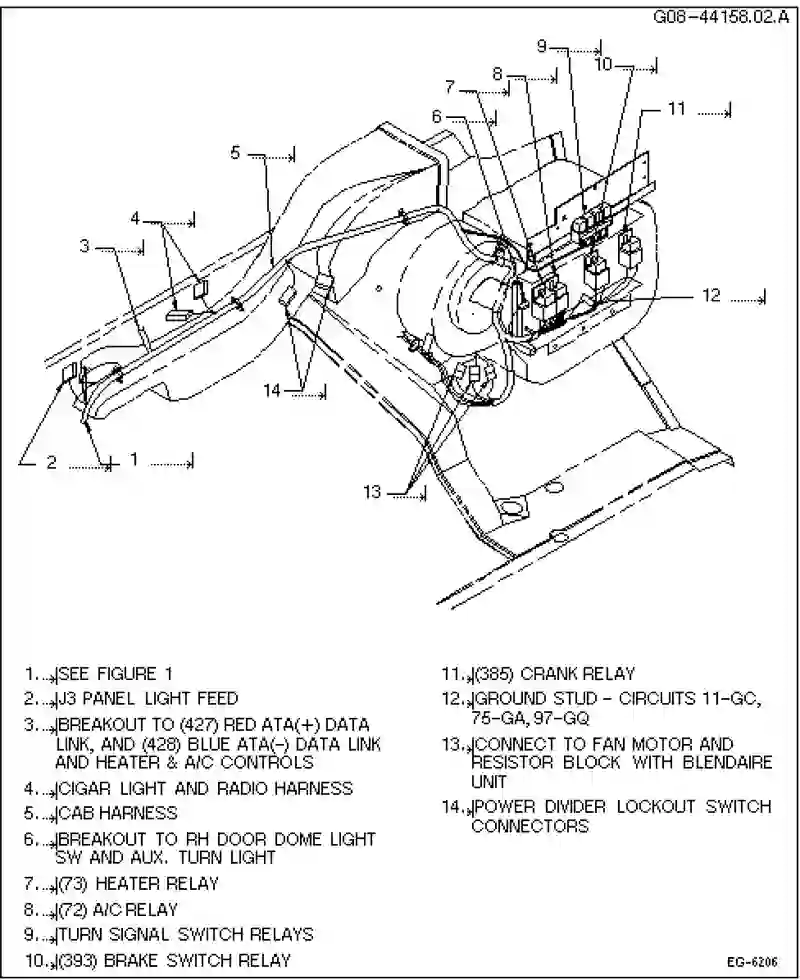 G08-44158.02.A
9
10
8
7
11
6
5
4
3
12
14
2
1
13
1... SEE FIGURE 1
2... J3 PANEL LIGHT FEED
3... BREAKOUT TO (427) RED ATA(+) DATA
LINK, AND (428) BLUE ATA(-) DATA LINK
AND HEATER & A/C CONTROLS
4... CIGAR LIGHT AND RADIO HARNESS
5... CAB HARNESS
6... BREAKOUT TO RH DOOR DOME LIGHT
SW AND AUX. TURN LIGHT
7... (73) HEATER RELAY
8... (72) A/C RELAY
9... TURN SIGNAL SWITCH RELAYS
10.. (393) BRAKE SWITCH RELAY
11.. (385) CRANK RELAY
12.. GROUND STUD - CIRCUITS 11-GC,
75-GA, 97-GQ
13.. CONNECT TO FAN MOTOR AND
RESISTOR BLOCK WITH BLENDAIRE
UNIT
14.. POWER DIVIDER LOCKOUT SWITCH
CONNECTORS
EG-6206